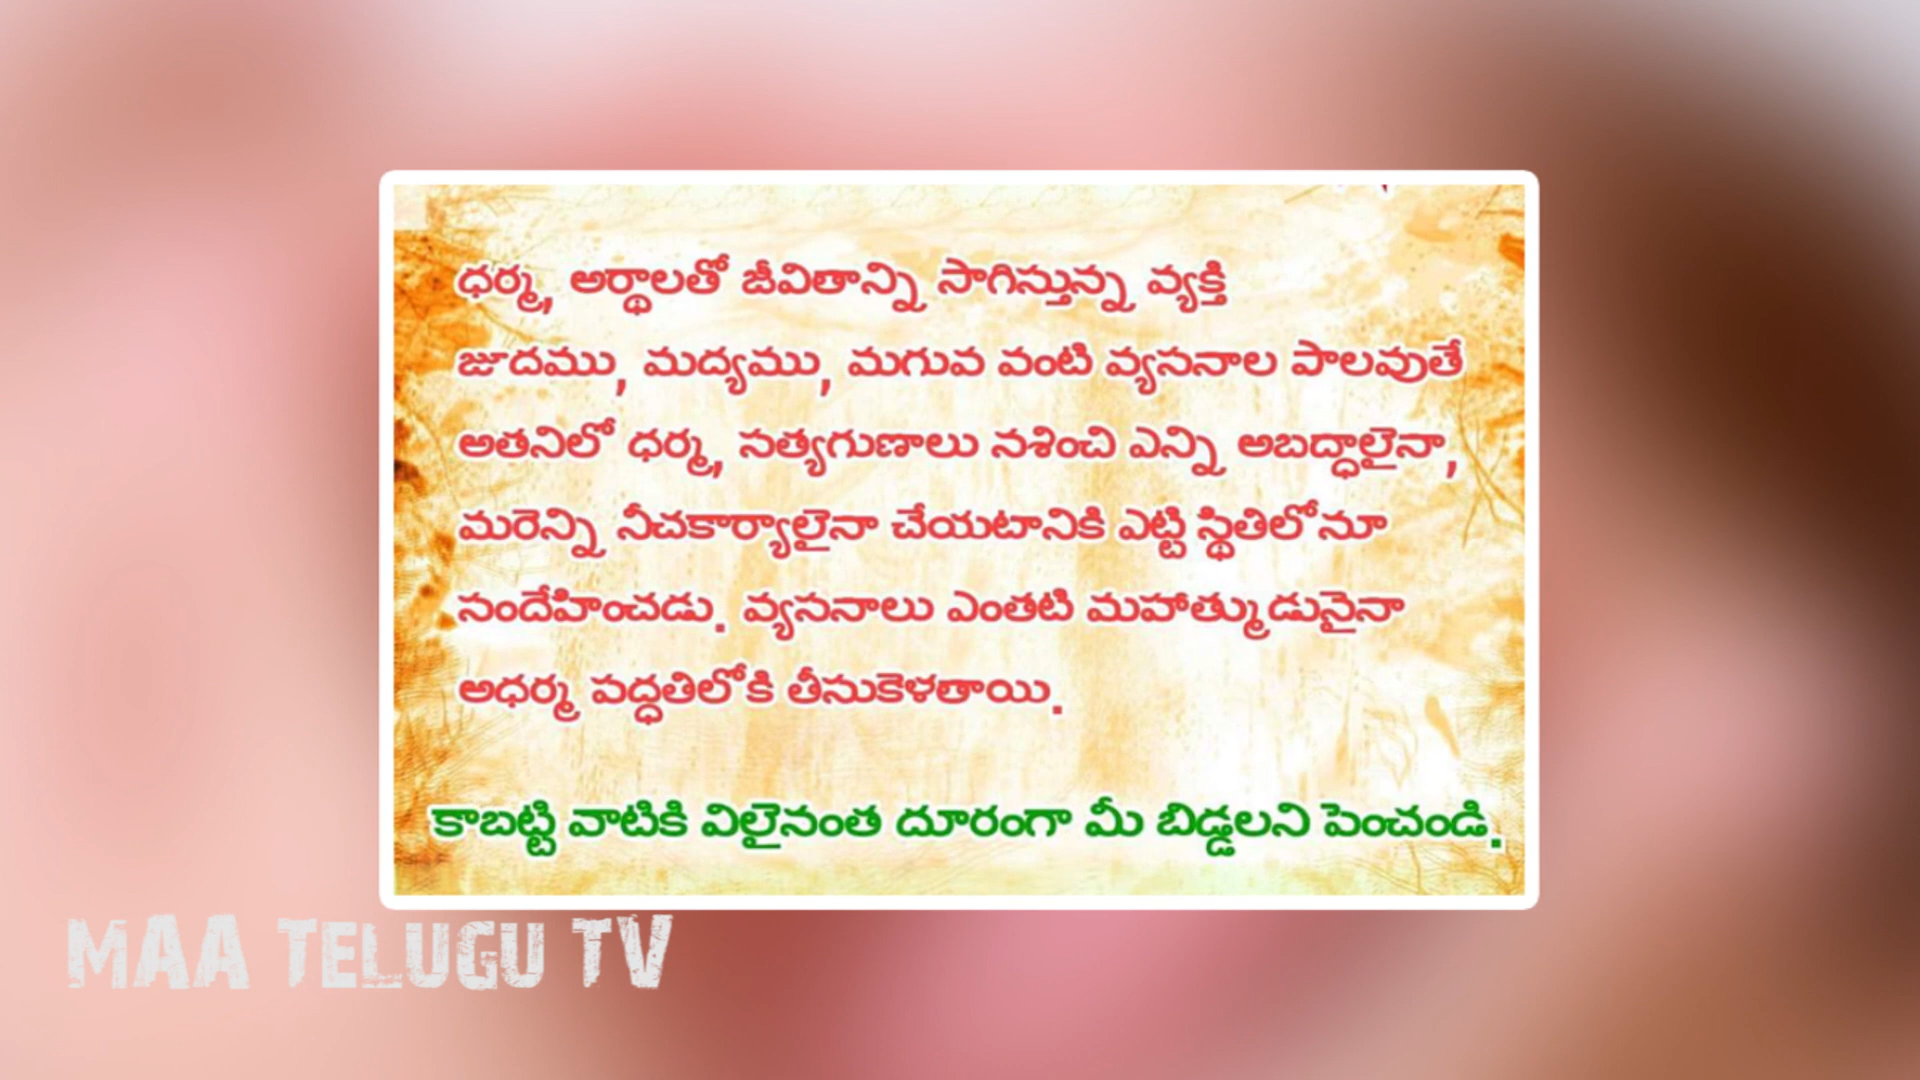 ధర్మ, అర్థాలతో జీవితాన్ని సాగిస్తున్న వ్యక్తి
జూదము, మద్యము, మగువ వంటి వ్యసనాల పాలవుతే
అతనిలో ధర్మ, సత్యగుణాలు నశించి ఎన్ని అబద్ధాలైనా,
మరెన్ని నీచకార్యాలైనా చేయటానికి ఎట్టి స్థితిలోనూ
సందేహించడు. వ్యసనాలు ఎంతటి మహాత్ముడునైనా
అధర్మ పద్ధతిలోకి తీసుకెళతాయి.
కాబట్టి వాటికి విలైనంత దూరంగా మీ బిడ్డలని పెంచండి.
MAA TELUGU TV